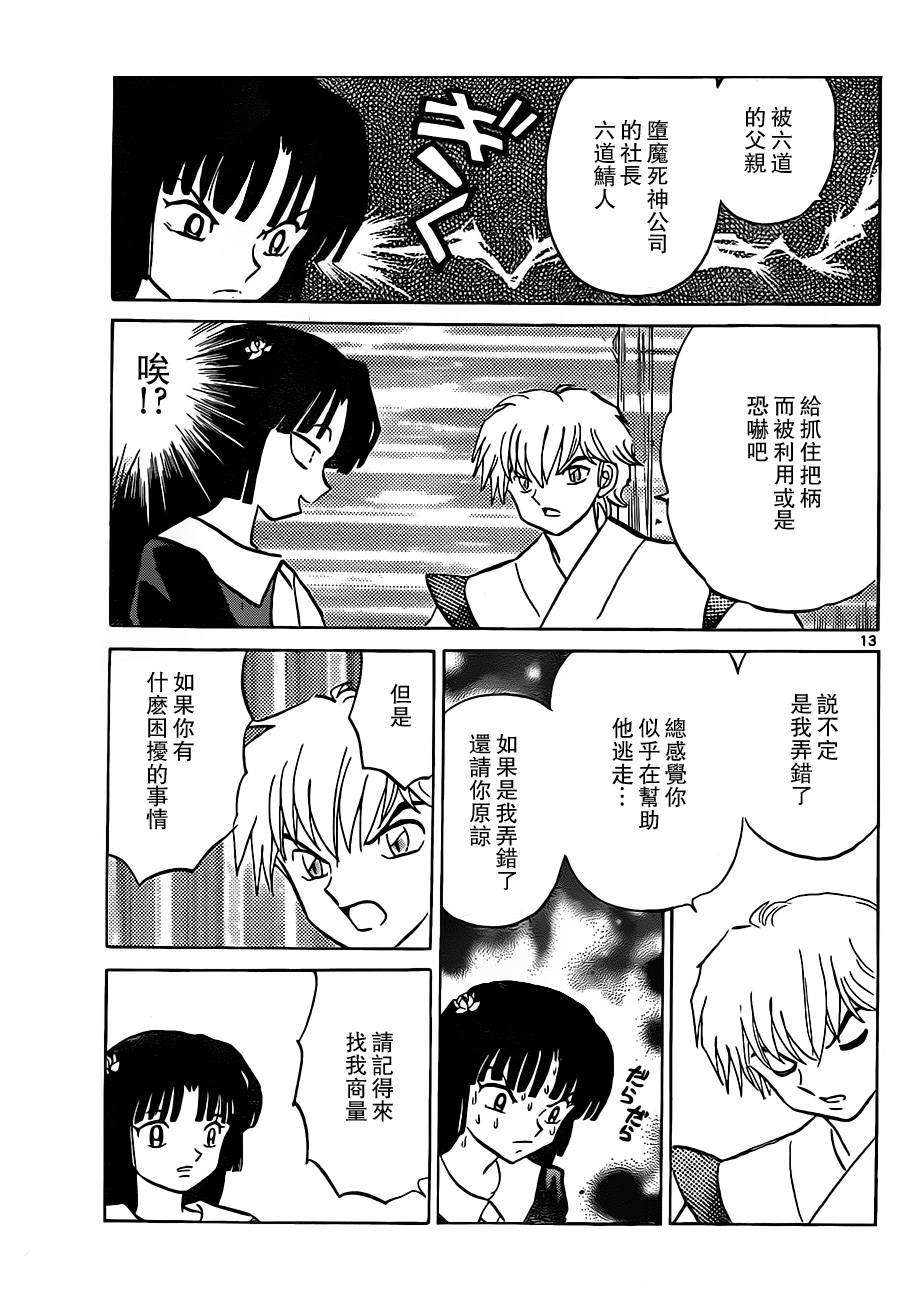 被六道
的父親
墮魔死神公司
的社長
六道鯖人
ギ
ギ
唉!?
給抓住把柄
而被利用或是
恐嚇吧
13
説不定
是我弄錯了
總感覺你
似乎在幫助
他逃走…
如果是我弄錯了
還請你原諒
だらだら
但是
如果你有
什麽困擾的事情
請記得來
找我商量